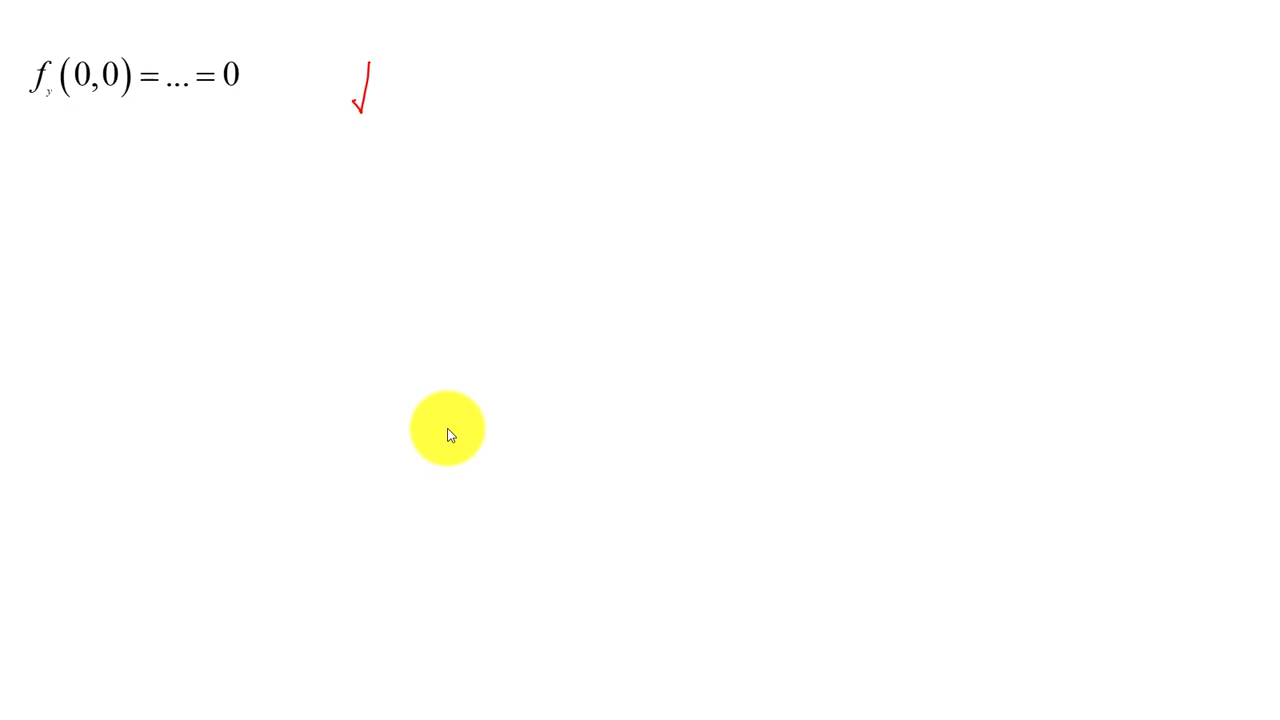 f_y(0,0) = ... = 0 √